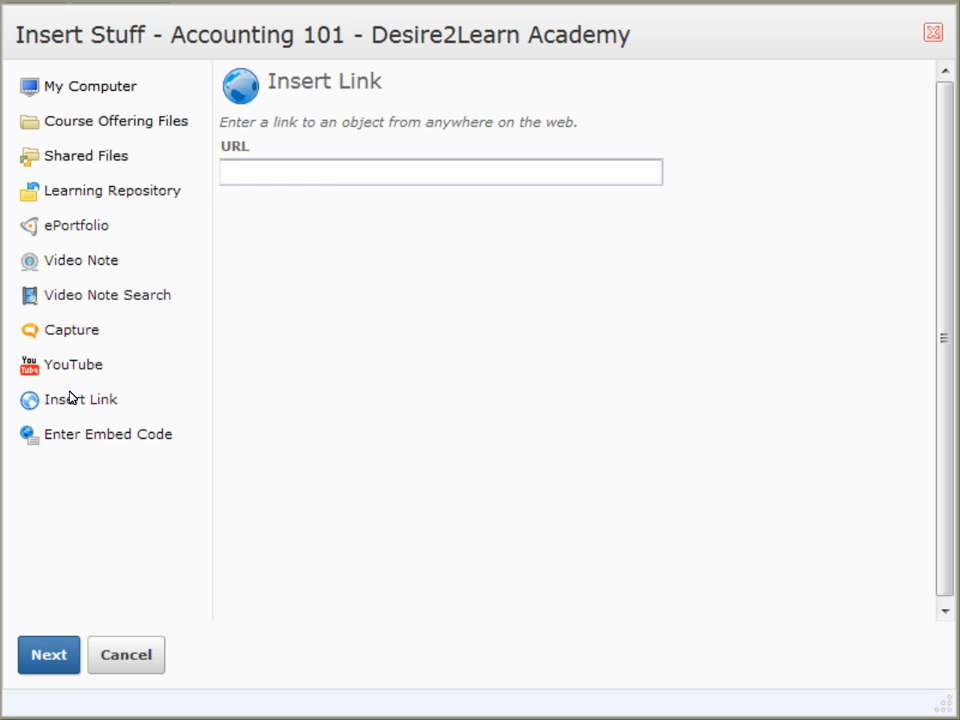 Insert Stuff - Accounting 101 - Desire2Learn Academy
My Computer
Course Offering Files
Shared Files
Learning Repository
ePortfolio
Video Note
Video Note Search
Capture
You Tube YouTube
Insert Link
Enter Embed Code
Insert Link
Enter a link to an object from anywhere on the web.
URL
Next Cancel